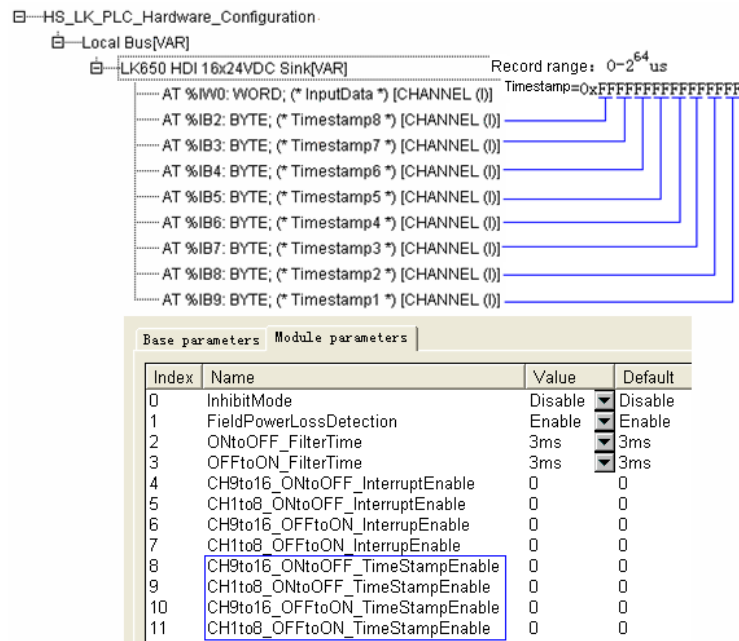 HS_LK_PLC_Hardware_Configuration
Local Bus[VAR]
LK650 HDI 16x24VDC Sink[VAR]
Record range: 0-2^64us
AT %IW0: WORD; (* InputData *) [CHANNEL (I)]
Timestamp=0xFFFFFFFFFFFFFFFF
AT %IB2: BYTE; (* Timestamp8 *) [CHANNEL (I)]
AT %IB3: BYTE; (* Timestamp7 *) [CHANNEL (I)]
AT %IB4: BYTE; (* Timestamp6 *) [CHANNEL (I)]
AT %IB5: BYTE; (* Timestamp5 *) [CHANNEL (I)]
AT %IB6: BYTE; (* Timestamp4 *) [CHANNEL (I)]
AT %IB7: BYTE; (* Timestamp3 *) [CHANNEL (I)]
AT %IB8: BYTE; (* Timestamp2 *) [CHANNEL (I)]
AT %IB9: BYTE; (* Timestamp1 *) [CHANNEL (I)]
Base parameters Module parameters
Index Name Value Default
0 InhibitMode Disable Disable
1 FieldPowerLossDetection Enable Enable
2 ONtoOFF_FilterTime 3ms 3ms
3 OFFtoON_FilterTime 3ms 3ms
4 CH9to16_ONtoOFF_InterruptEnable 0 0
5 CH1to8_ONtoOFF_InterruptEnable 0 0
6 CH9to16_OFFtoON_InterrupEnable 0 0
7 CH1to8_OFFtoON_InterrupEnable 0 0
8 CH9to16_ONtoOFF_TimeStampEnable 0 0
9 CH1to8_ONtoOFF_TimeStampEnable 0 0
10 CH9to16_OFFtoON_TimeStampEnable 0 0
11 CH1to8_OFFtoON_TimeStampEnable 0 0